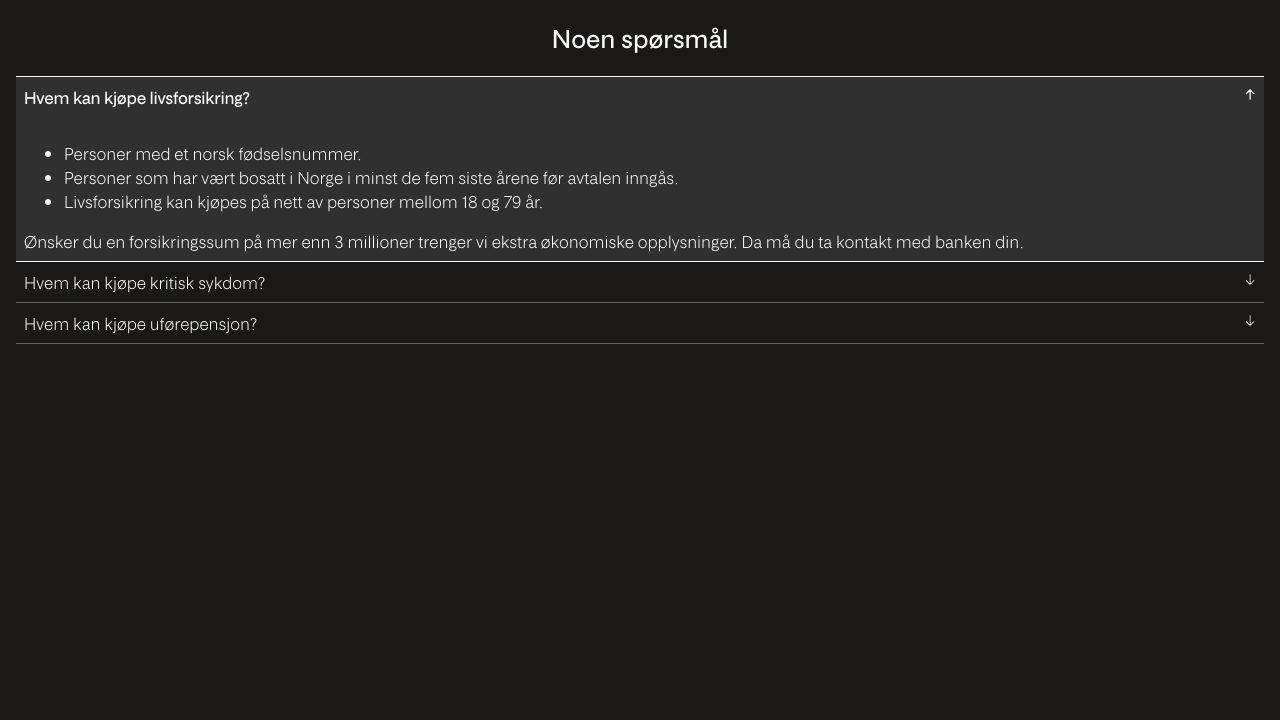 Noen spørsmål
Hvem kan kjøpe livsforsikring?
Personer med et norsk fødselsnummer.
Personer som har vært bosatt i Norge i minst de fem siste årene før avtalen inngås.
Livsforsikring kan kjøpes på nett av personer mellom 18 og 79 år.
Ønsker du en forsikringssum på mer enn 3 millioner trenger vi ekstra økonomiske opplysninger. Da må du ta kontakt med banken din.
Hvem kan kjøpe kritisk sykdom?
Hvem kan kjøpe uførepensjon?